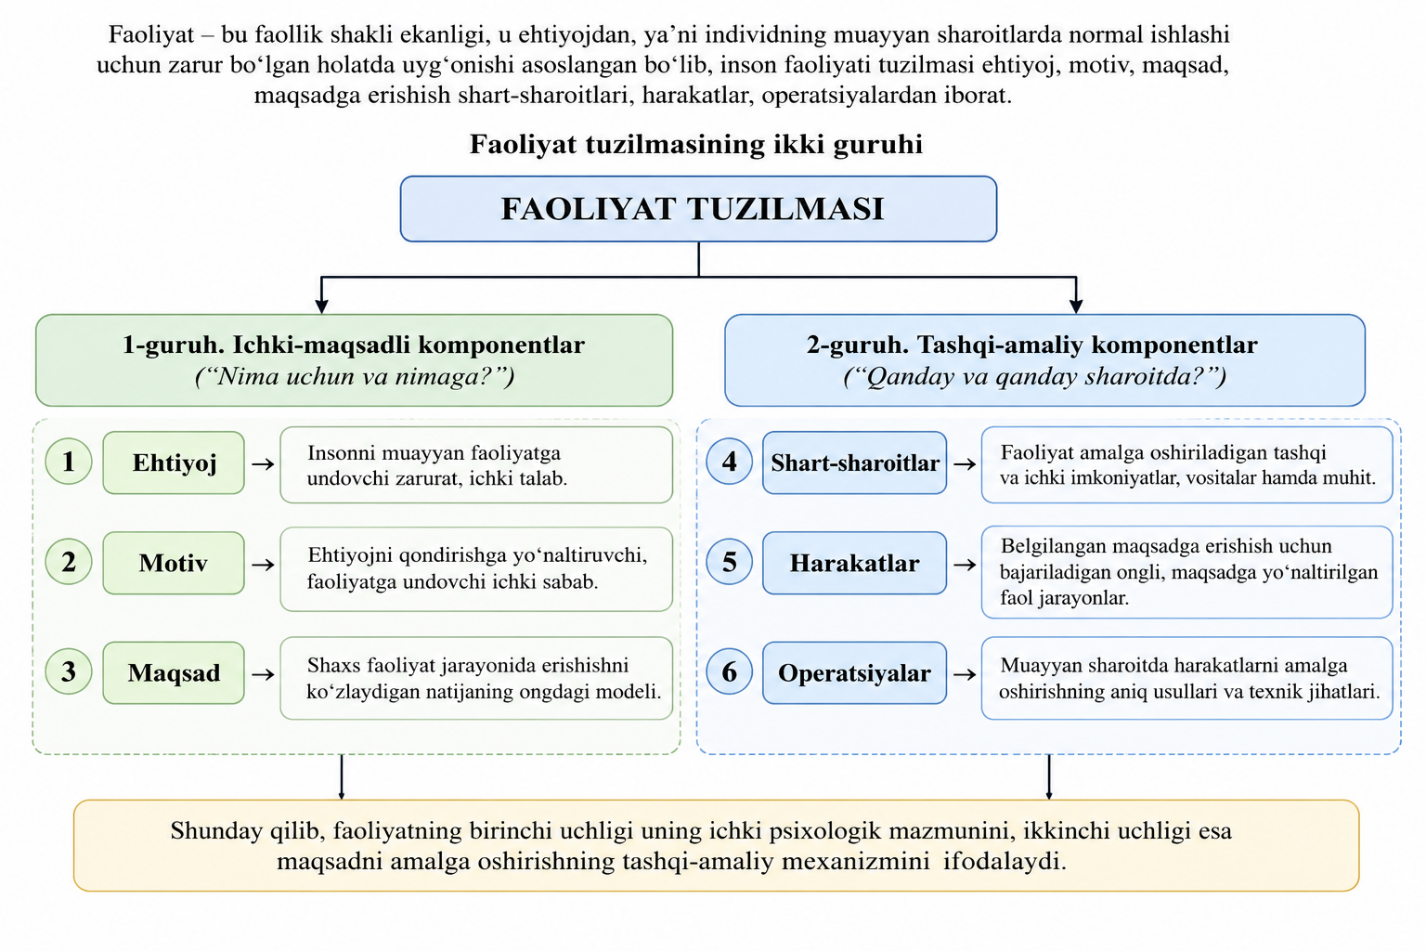 Faoliyat – bu faollik shakli ekanligi, u ehtiyojdan, ya’ni individning muayyan sharoitlarda normal ishlashi
uchun zarur bo‘lgan holatda uyg‘onishi asoslangan bo‘lib, inson faoliyati tuzilmasi ehtiyoj, motiv, maqsad,
maqsadga erishish shart-sharoitlari, harakatlar, operatsiyalardan iborat.
Faoliyat tuzilmasining ikki guruhi
FAOLIYAT TUZILMASI
1-guruh. Ichki-maqsadli komponentlar
(“Nima uchun va nimaga?”)
1
Ehtiyoj
Insonni muayyan faoliyatga
undovchi zarurat, ichki talab.
2
Motiv
Ehtiyojni qondirishga yo‘naltiruvchi,
faoliyatga undovchi ichki sabab.
3
Maqsad
Shaxs faoliyat jarayonida erishishni
ko‘zlaydigan natijaning ongdagi modeli.
2-guruh. Tashqi-amaliy komponentlar
(“Qanday va qanday sharoitda?”)
4
Shart-sharoitlar
Faoliyat amalga oshiriladigan tashqi
va ichki imkoniyatlar, vositalar hamda muhit.
5
Harakatlar
Belgilangan maqsadga erishish uchun
bajariladigan ongli, maqsadga yo‘naltirilgan
faol jarayonlar.
6
Operatsiyalar
Muayyan sharoitda harakatlarni amalga
oshirishning aniq usullari va texnik jihatlari.
Shunday qilib, faoliyatning birinchi uchligi uning ichki psixologik mazmunini, ikkinchi uchligi esa
maqsadni amalga oshirishning tashqi-amaliy mexanizmini ifodalaydi.